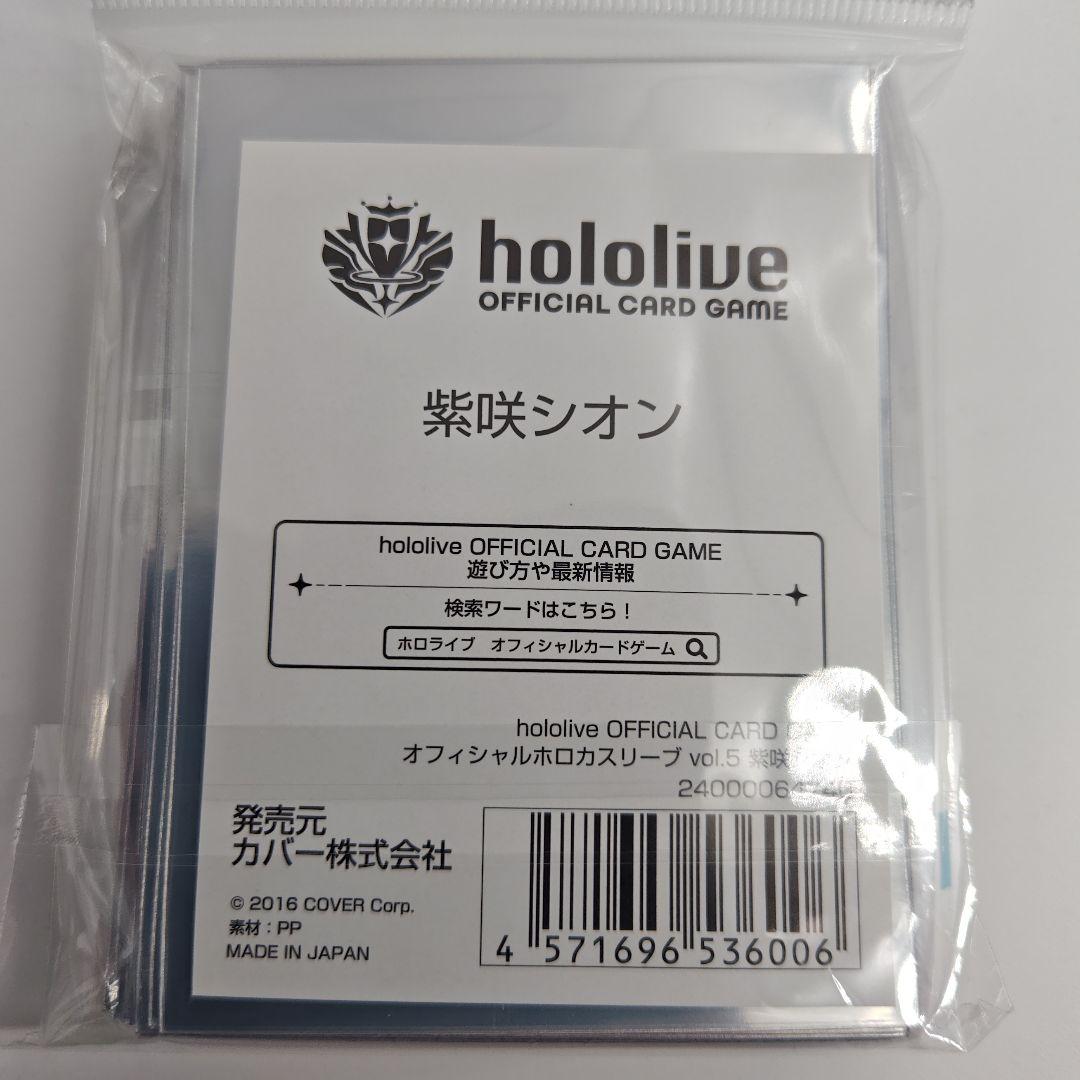 hololive
OFFICIAL CARD GAME
紫咲シオン
hololive OFFICIAL CARD GAME
遊び方や最新情報
検索ワードはこちら！
ホロライブ オフィシャルカードゲーム
hololive OFFICIAL CARD
オフィシャルホロカスリーブ vol.5 紫咲
発売元
カバー株式会社
© 2016 COVER Corp.
素材：PP
MADE IN JAPAN
4 571696 536006